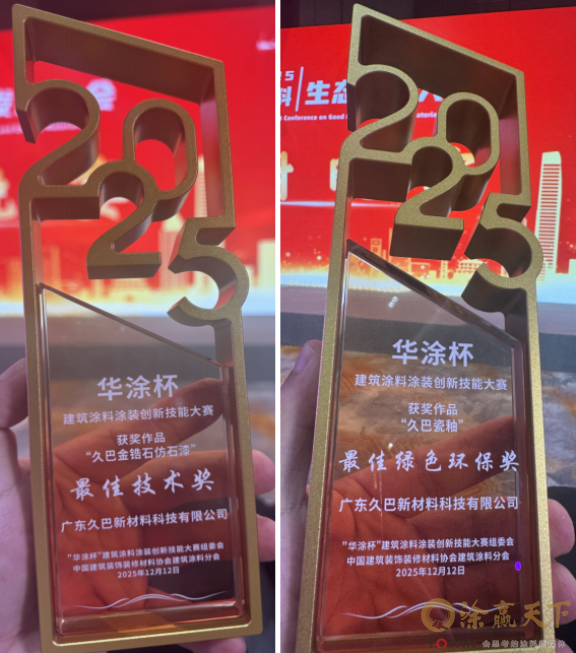 2025
华涂杯
建筑涂料涂装创新技能大赛
获奖作品
“久巴金锆石仿石漆”
最佳技术奖
广东久巴新材料科技有限公司
“华涂杯”建筑涂料涂装创新技能大赛组委会
中国建筑装饰装修材料协会建筑涂料分会
2025年12月12日
生态
2025
华涂杯
建筑涂料涂装创新技能大赛
获奖作品
“久巴瓷釉”
最佳绿色环保奖
广东久巴新材料科技有限公司
“华涂杯”建筑涂料涂装创新技能大赛组委会
中国建筑装饰装修材料协会建筑涂料分会
2025年12月12日
涂赢天下